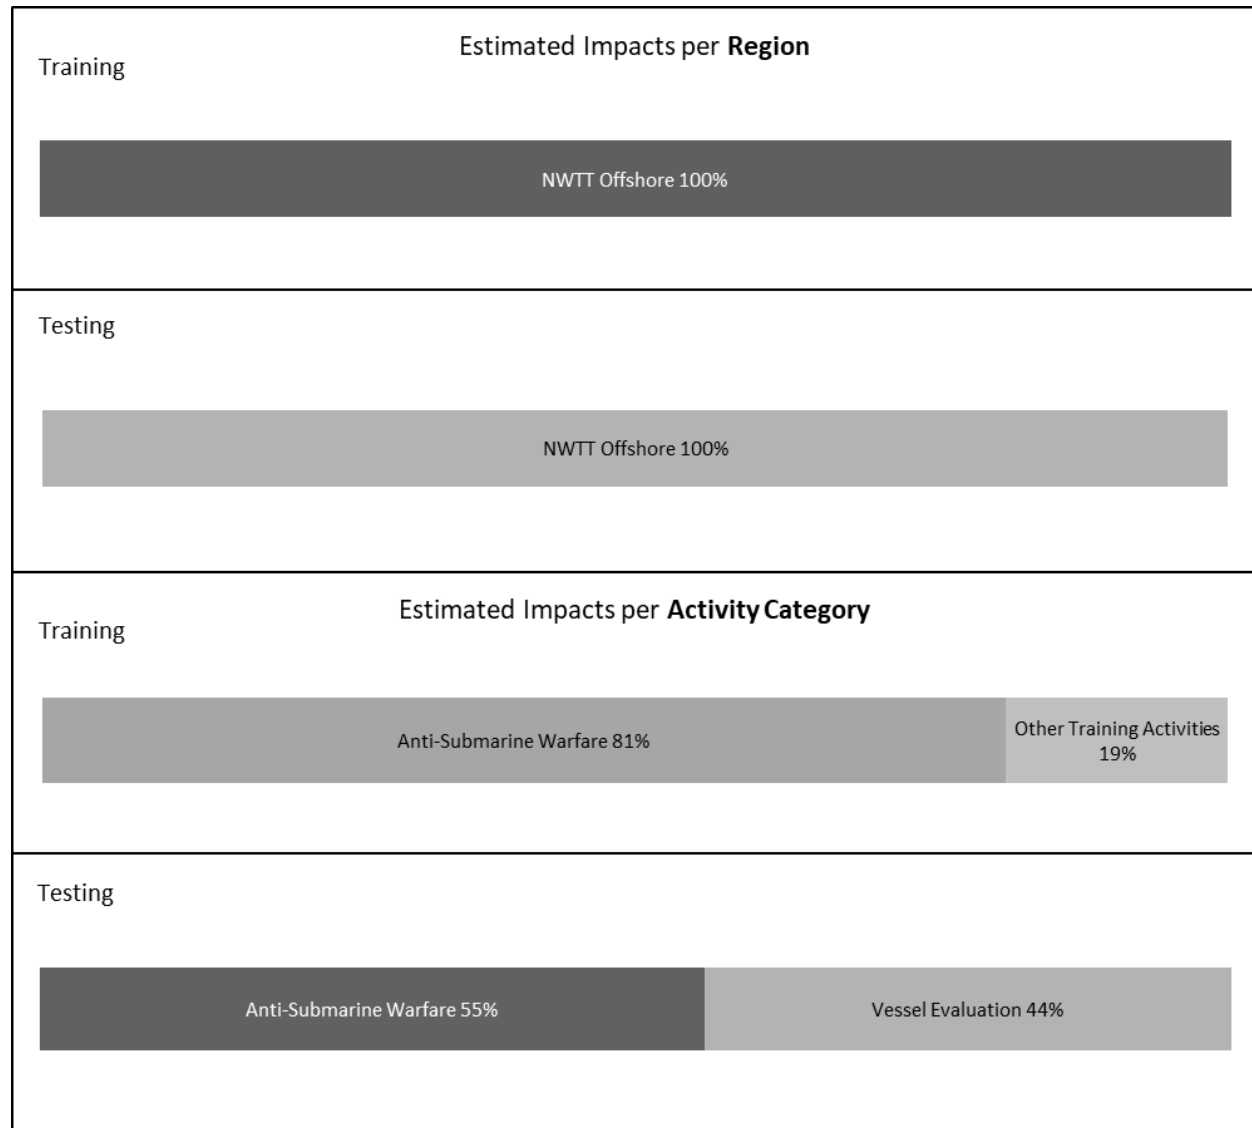 Estimated Impacts per Region
Training
NWTT Offshore 100%
Testing
NWTT Offshore 100%
Estimated Impacts per Activity Category
Training
Anti-Submarine Warfare 81%
Other Training Activities
19%
Testing
Anti-Submarine Warfare 55%
Vessel Evaluation 44%